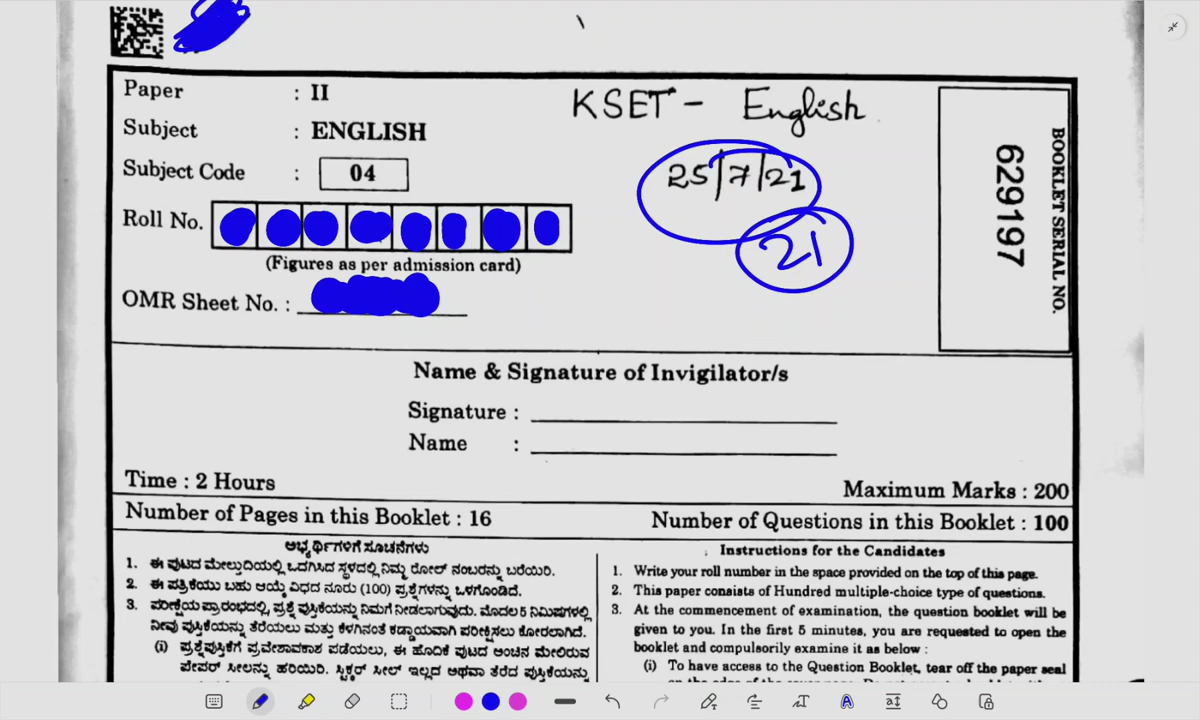 Paper : II
Subject : ENGLISH
Subject Code : 04
Roll No.
(Figures as per admission card)
OMR Sheet No. :
KSET - English
25/7/21
21
BOOKLET SERIAL NO.
629197
Name & Signature of Invigilator/s
Signature :
Name :
Time : 2 Hours
Maximum Marks : 200
Number of Pages in this Booklet : 16
Number of Questions in this Booklet : 100
ಅಭ್ಯರ್ಥಿಗಳಿಗೆ ಸೂಚನೆಗಳು
1. ಈ ಪುಟದ ಮೇಲ್ತುದಿಯಲ್ಲಿ ಒದಗಿಸಿದ ಸ್ಥಳದಲ್ಲಿ ನಿಮ್ಮ ರೋಲ್ ನಂಬರನ್ನು ಬರೆಯಿರಿ.
2. ಈ ಪತ್ರಿಕೆಯು ಬಹು ಆಯ್ಕೆ ವಿಧದ ನೂರು (100) ಪ್ರಶ್ನೆಗಳನ್ನು ಒಳಗೊಂಡಿದೆ.
3. ಪರೀಕ್ಷೆಯ ಪ್ರಾರಂಭದಲ್ಲಿ, ಪ್ರಶ್ನೆ ಪುಸ್ತಿಕೆಯನ್ನು ನಿಮಗೆ ನೀಡಲಾಗುವುದು. ಮೊದಲ 5 ನಿಮಿಷಗಳಲ್ಲಿ
ನೀವು ಪುಸ್ತಿಕೆಯನ್ನು ತೆರೆಯಲು ಮತ್ತು ಕೆಳಗಿನಂತೆ ಕಡ್ಡಾಯವಾಗಿ ಪರೀಕ್ಷಿಸಲು ಕೋರಲಾಗಿದೆ.
(i) ಪ್ರಶ್ನೆಪುಸ್ತಿಕೆಗೆ ಪ್ರವೇಶಾವಕಾಶ ಪಡೆಯಲು, ಈ ಹೊದಿಕೆ ಪುಟದ ಅಂಚಿನ ಮೇಲಿರುವ
ಪೇಪರ್ ಸೀಲನ್ನು ಹರಿಯಿರಿ. ಸ್ಟಿಕ್ಕರ್ ಸೀಲ್ ಇಲ್ಲದ ಅಥವಾ ತೆರೆದ ಪುಸ್ತಿಕೆಯನ್ನು
Instructions for the Candidates
1. Write your roll number in the space provided on the top of this page.
2. This paper consists of Hundred multiple-choice type of questions.
3. At the commencement of examination, the question booklet will be
given to you. In the first 5 minutes, you are requested to open the
booklet and compulsorily examine it as below :
(i) To have access to the Question Booklet, tear off the paper seal